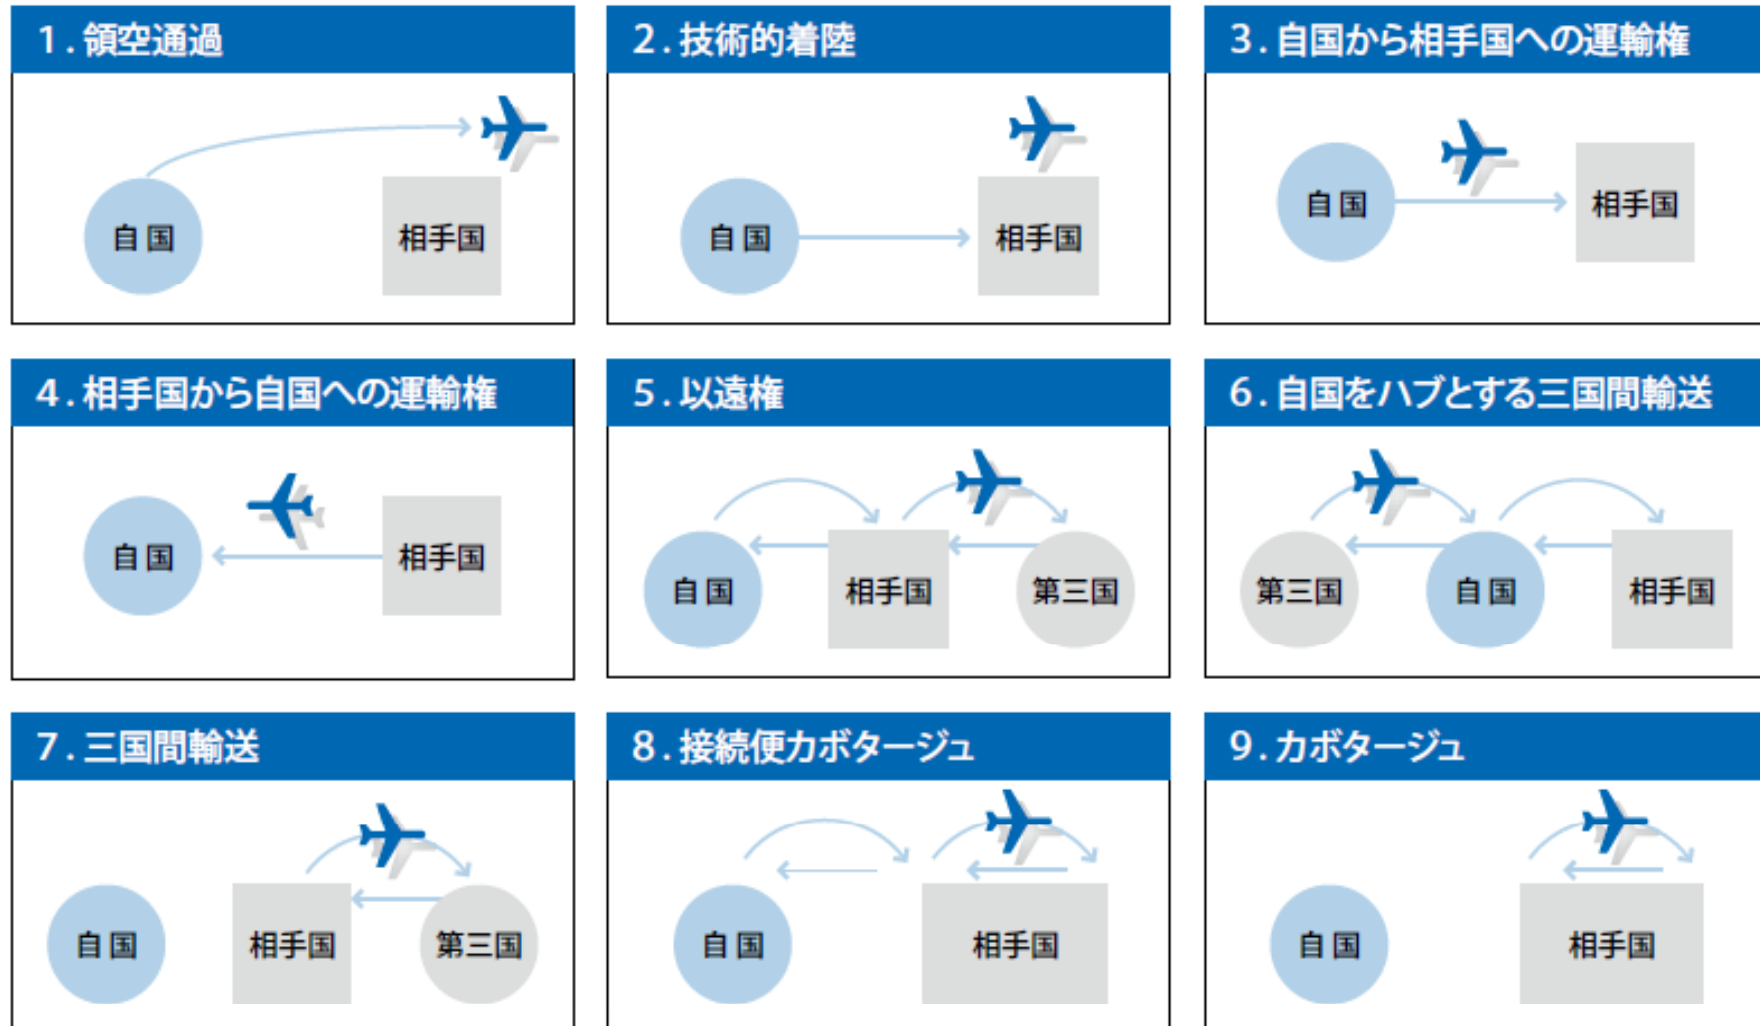 1.領空通過
2.技術的着陸
3.自国から相手国への運輸権
自国
相手国
自国
相手国
自国
相手国
4.相手国から自国への運輸権
5.以遠権
6.自国をハブとする三国間輸送
自国
相手国
自国
相手国
第三国
第三国
自国
相手国
7.三国間輸送
8.接続便カボタージュ
9.カボタージュ
自国
相手国
第三国
自国
相手国
自国
相手国